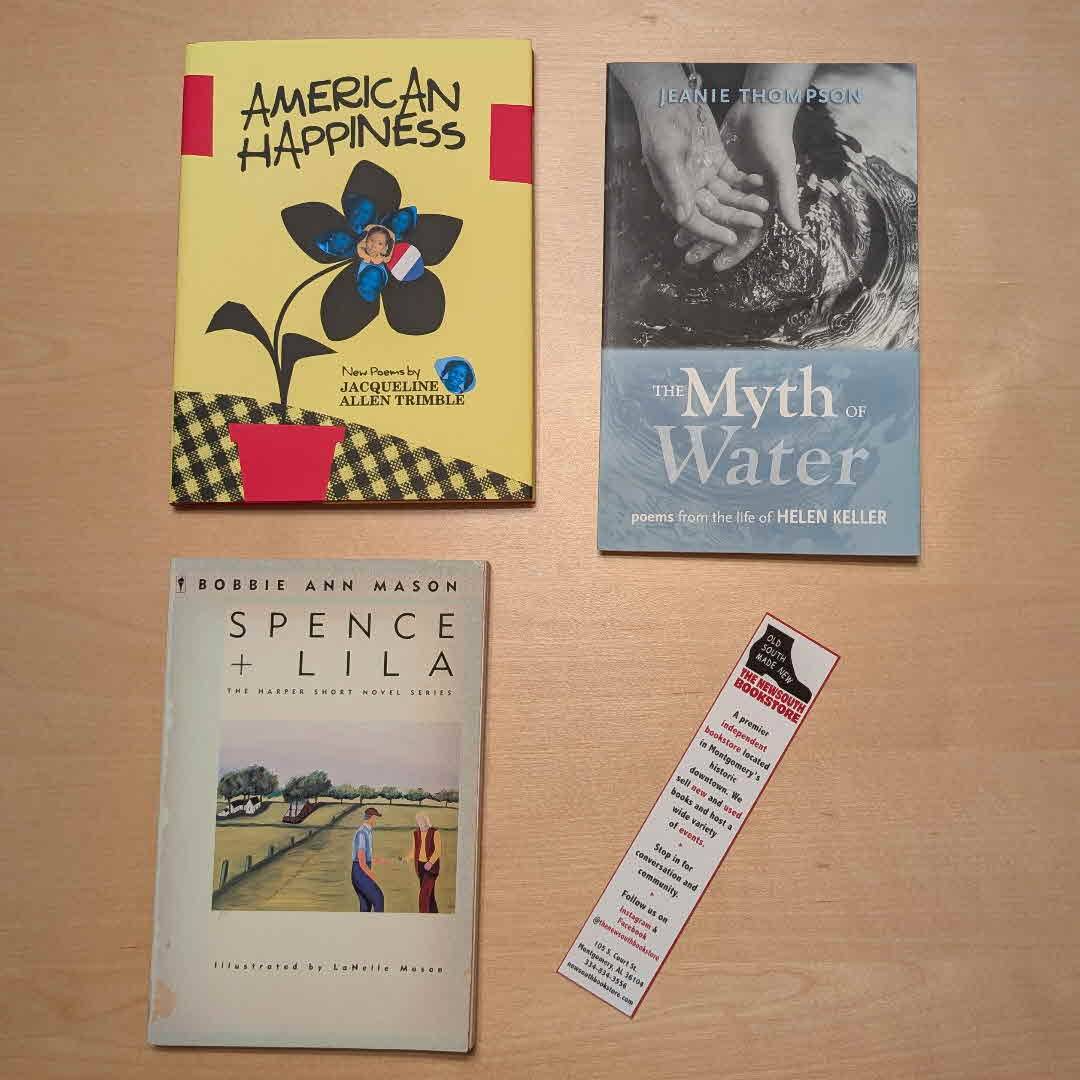 AMERICAN
HAPPINESS
New Poems by
JACQUELINE
ALLEN TRIMBLE
JEANIE THOMPSON
THE Myth OF
Water
poems from the life of HELEN KELLER
BOBBIE ANN MASON
SPENCE
+ LILA
THE HARPER SHORT NOVEL SERIES
Illustrated by LaNelle Mason
OLD
SOUTH
MADE NEW
THE NEWSOUTH
BOOKSTORE
A premier
independent
bookstore located
in Montgomery's
historic
downtown. We
sell new and used
books and host a
wide variety
of events.
Stop in for
conversation and
community.
Follow us on
Instagram &
Facebook
@thenewsouthbookstore
105 S. Court St.
Montgomery, AL 36104
334-834-3556
newsouthbookstore.com